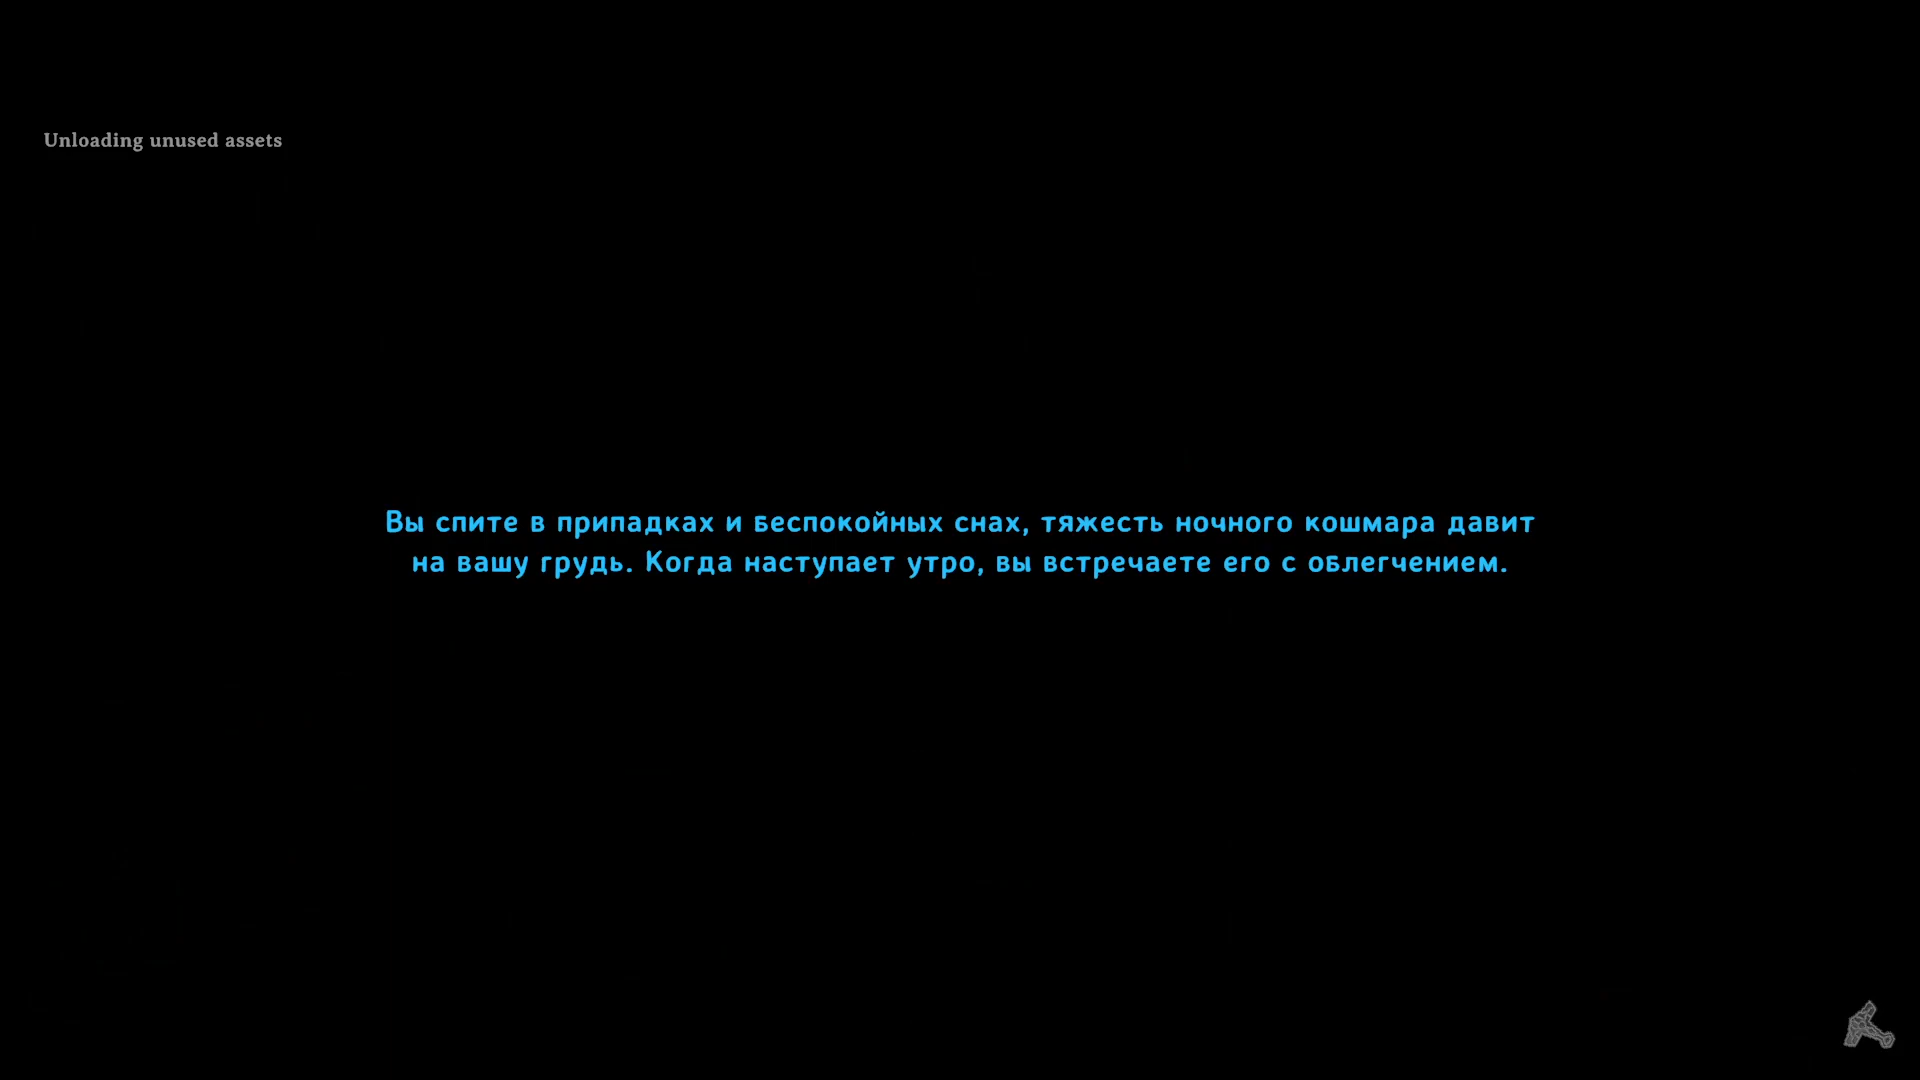 Unloading unused assets
Вы спите в припадках и беспокойных снах, тяжесть ночного кошмара давит
на вашу грудь. Когда наступает утро, вы встречаете его с облегчением.